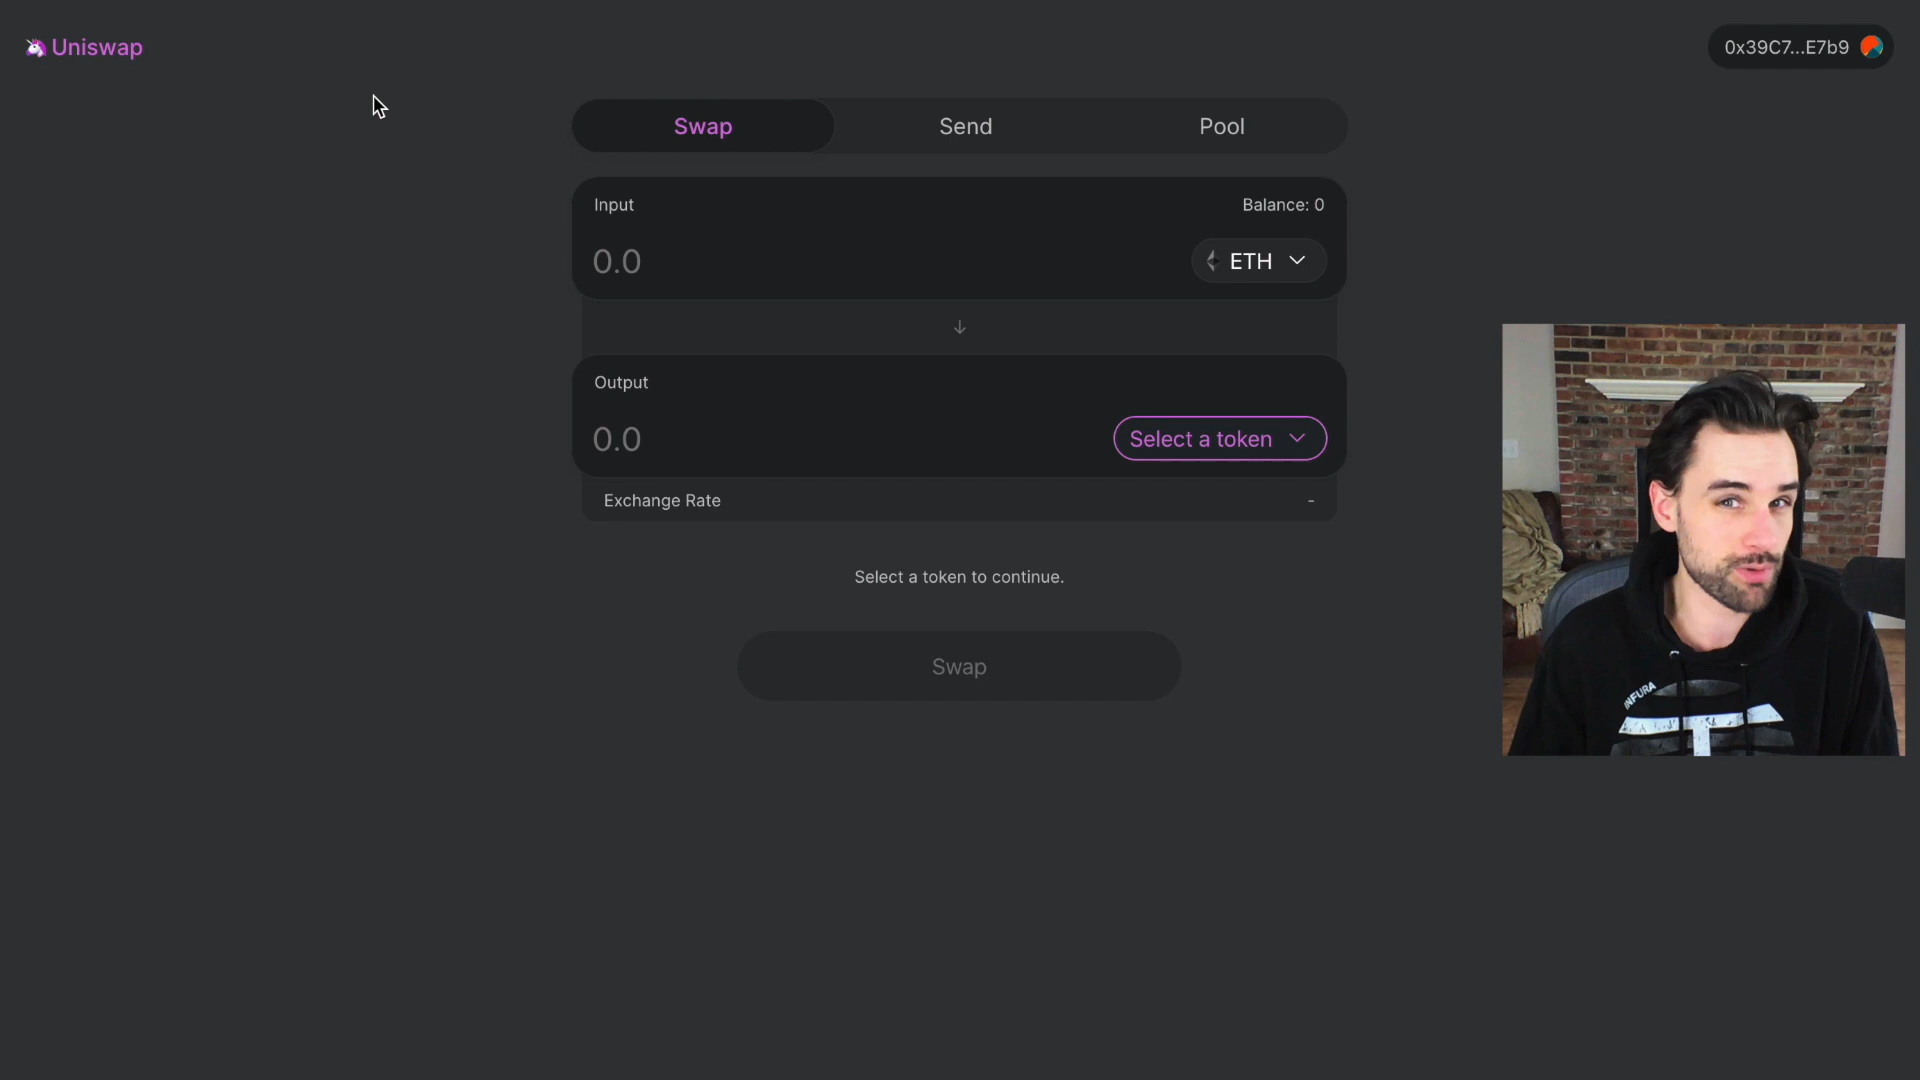 Uniswap
0x39C7...E7b9
Swap
Send
Pool
Input
Balance: 0
0.0
ETH
Output
0.0
Select a token
Exchange Rate
-
Select a token to continue.
Swap
INFURA